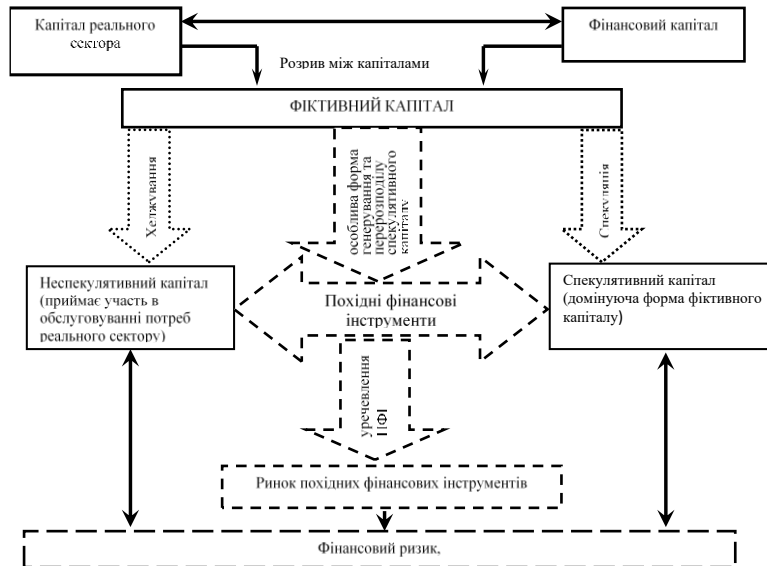 Капітал реального
сектора
Фінансовий капітал
Розрив між капіталами
ФІКТИВНИЙ КАПІТАЛ
Хеджування
особлива форма
генерування та
перерозподілу
спекулятивного
капіталу
Спекуляція
Неспекулятивний капітал
(приймає участь в
обслуговуванні потреб
реального сектору)
Похідні фінансові
інструменти
Спекулятивний капітал
(домінуюча форма фіктивного
капіталу)
уречевлення
ПФІ
Ринок похідних фінансових інструментів
Фінансовий ризик,